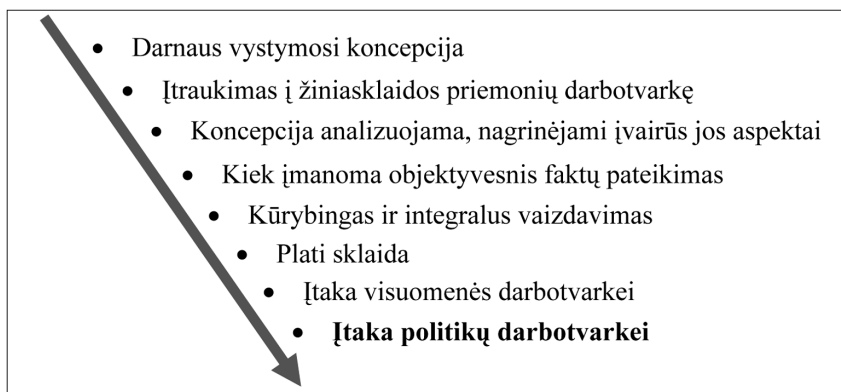 • Darnaus vystymosi koncepcija
• Įtraukimas į žiniasklaidos priemonių darbotvarkę
• Koncepcija analizuojama, nagrinėjami įvairūs jos aspektai
• Kiek įmanoma objektyvesnis faktų pateikimas
• Kūrybingas ir integralus vaizdavimas
• Plati sklaida
• Įtaka visuomenės darbotvarkei
• Įtaka politikų darbotvarkei